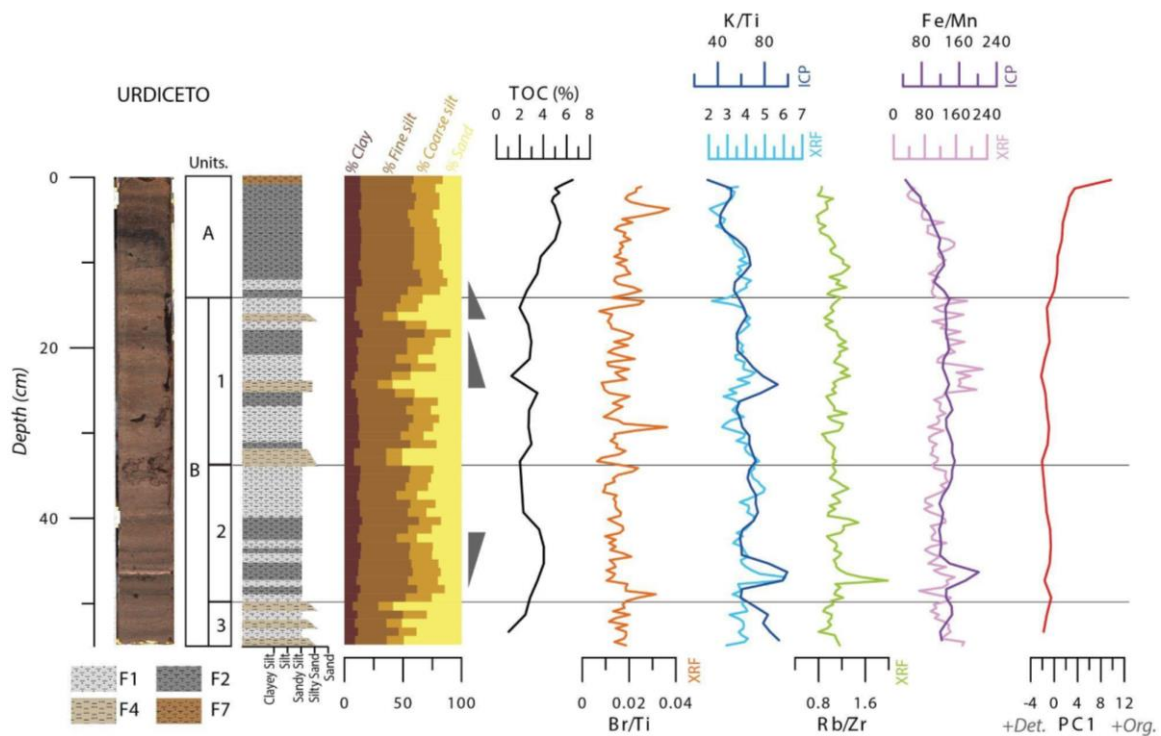 K/Ti
Fe/Mn
40 80
80 160 240
ICP
ICP
URDICETO
TOC (%)
0 2 4 6 8
2 3 4 5 6 7
0 80 160 240
XRF
XRF
Units.
% Clay
% Fine silt
% Coarse silt
% Sand
0
20
40
Depth (cm)
A
B
1
2
3
Clayey Silt
Silt
Sandy Silt
Silty Sand
Sand
F1 F2
F4 F7
0 50 100
0 0.02 0.04
XRF
Br/Ti
0.8 1.6
XRF
Rb/Zr
-4 0 4 8 12
+Det. PC1 +Org.